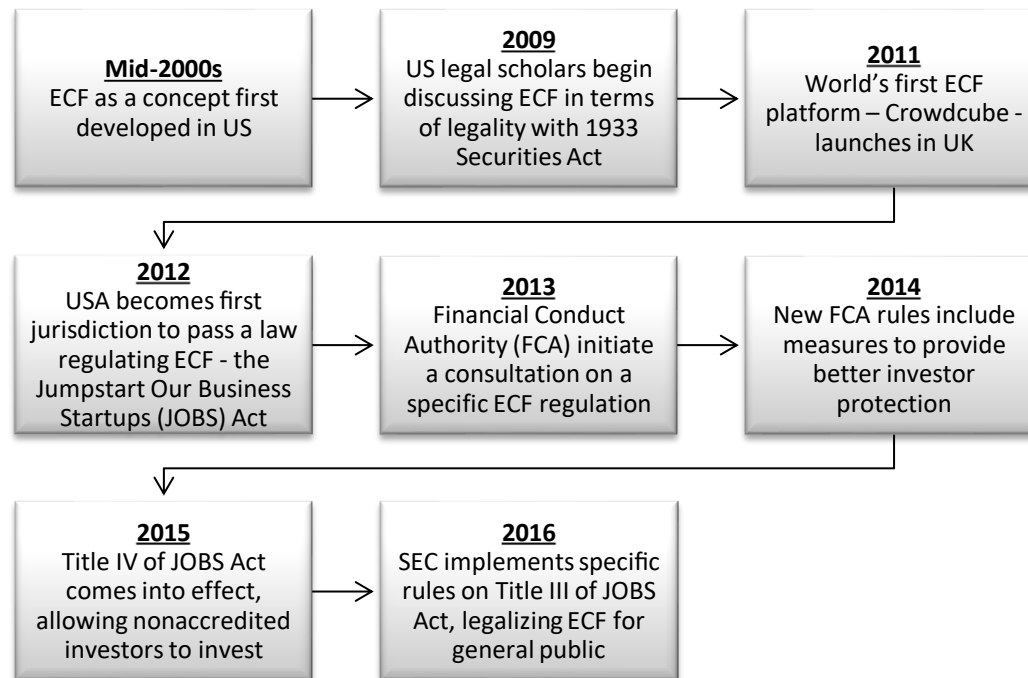 Mid-2000s
ECF as a concept first
developed in US
2009
US legal scholars begin
discussing ECF in terms
of legality with 1933
Securities Act
2011
World’s first ECF
platform – Crowdcube -
launches in UK
2012
USA becomes first
jurisdiction to pass a law
regulating ECF - the
Jumpstart Our Business
Startups (JOBS) Act
2013
Financial Conduct
Authority (FCA) initiate
a consultation on a
specific ECF regulation
2014
New FCA rules include
measures to provide
better investor
protection
2015
Title IV of JOBS Act
comes into effect,
allowing nonaccredited
investors to invest
2016
SEC implements specific
rules on Title III of JOBS
Act, legalizing ECF for
general public